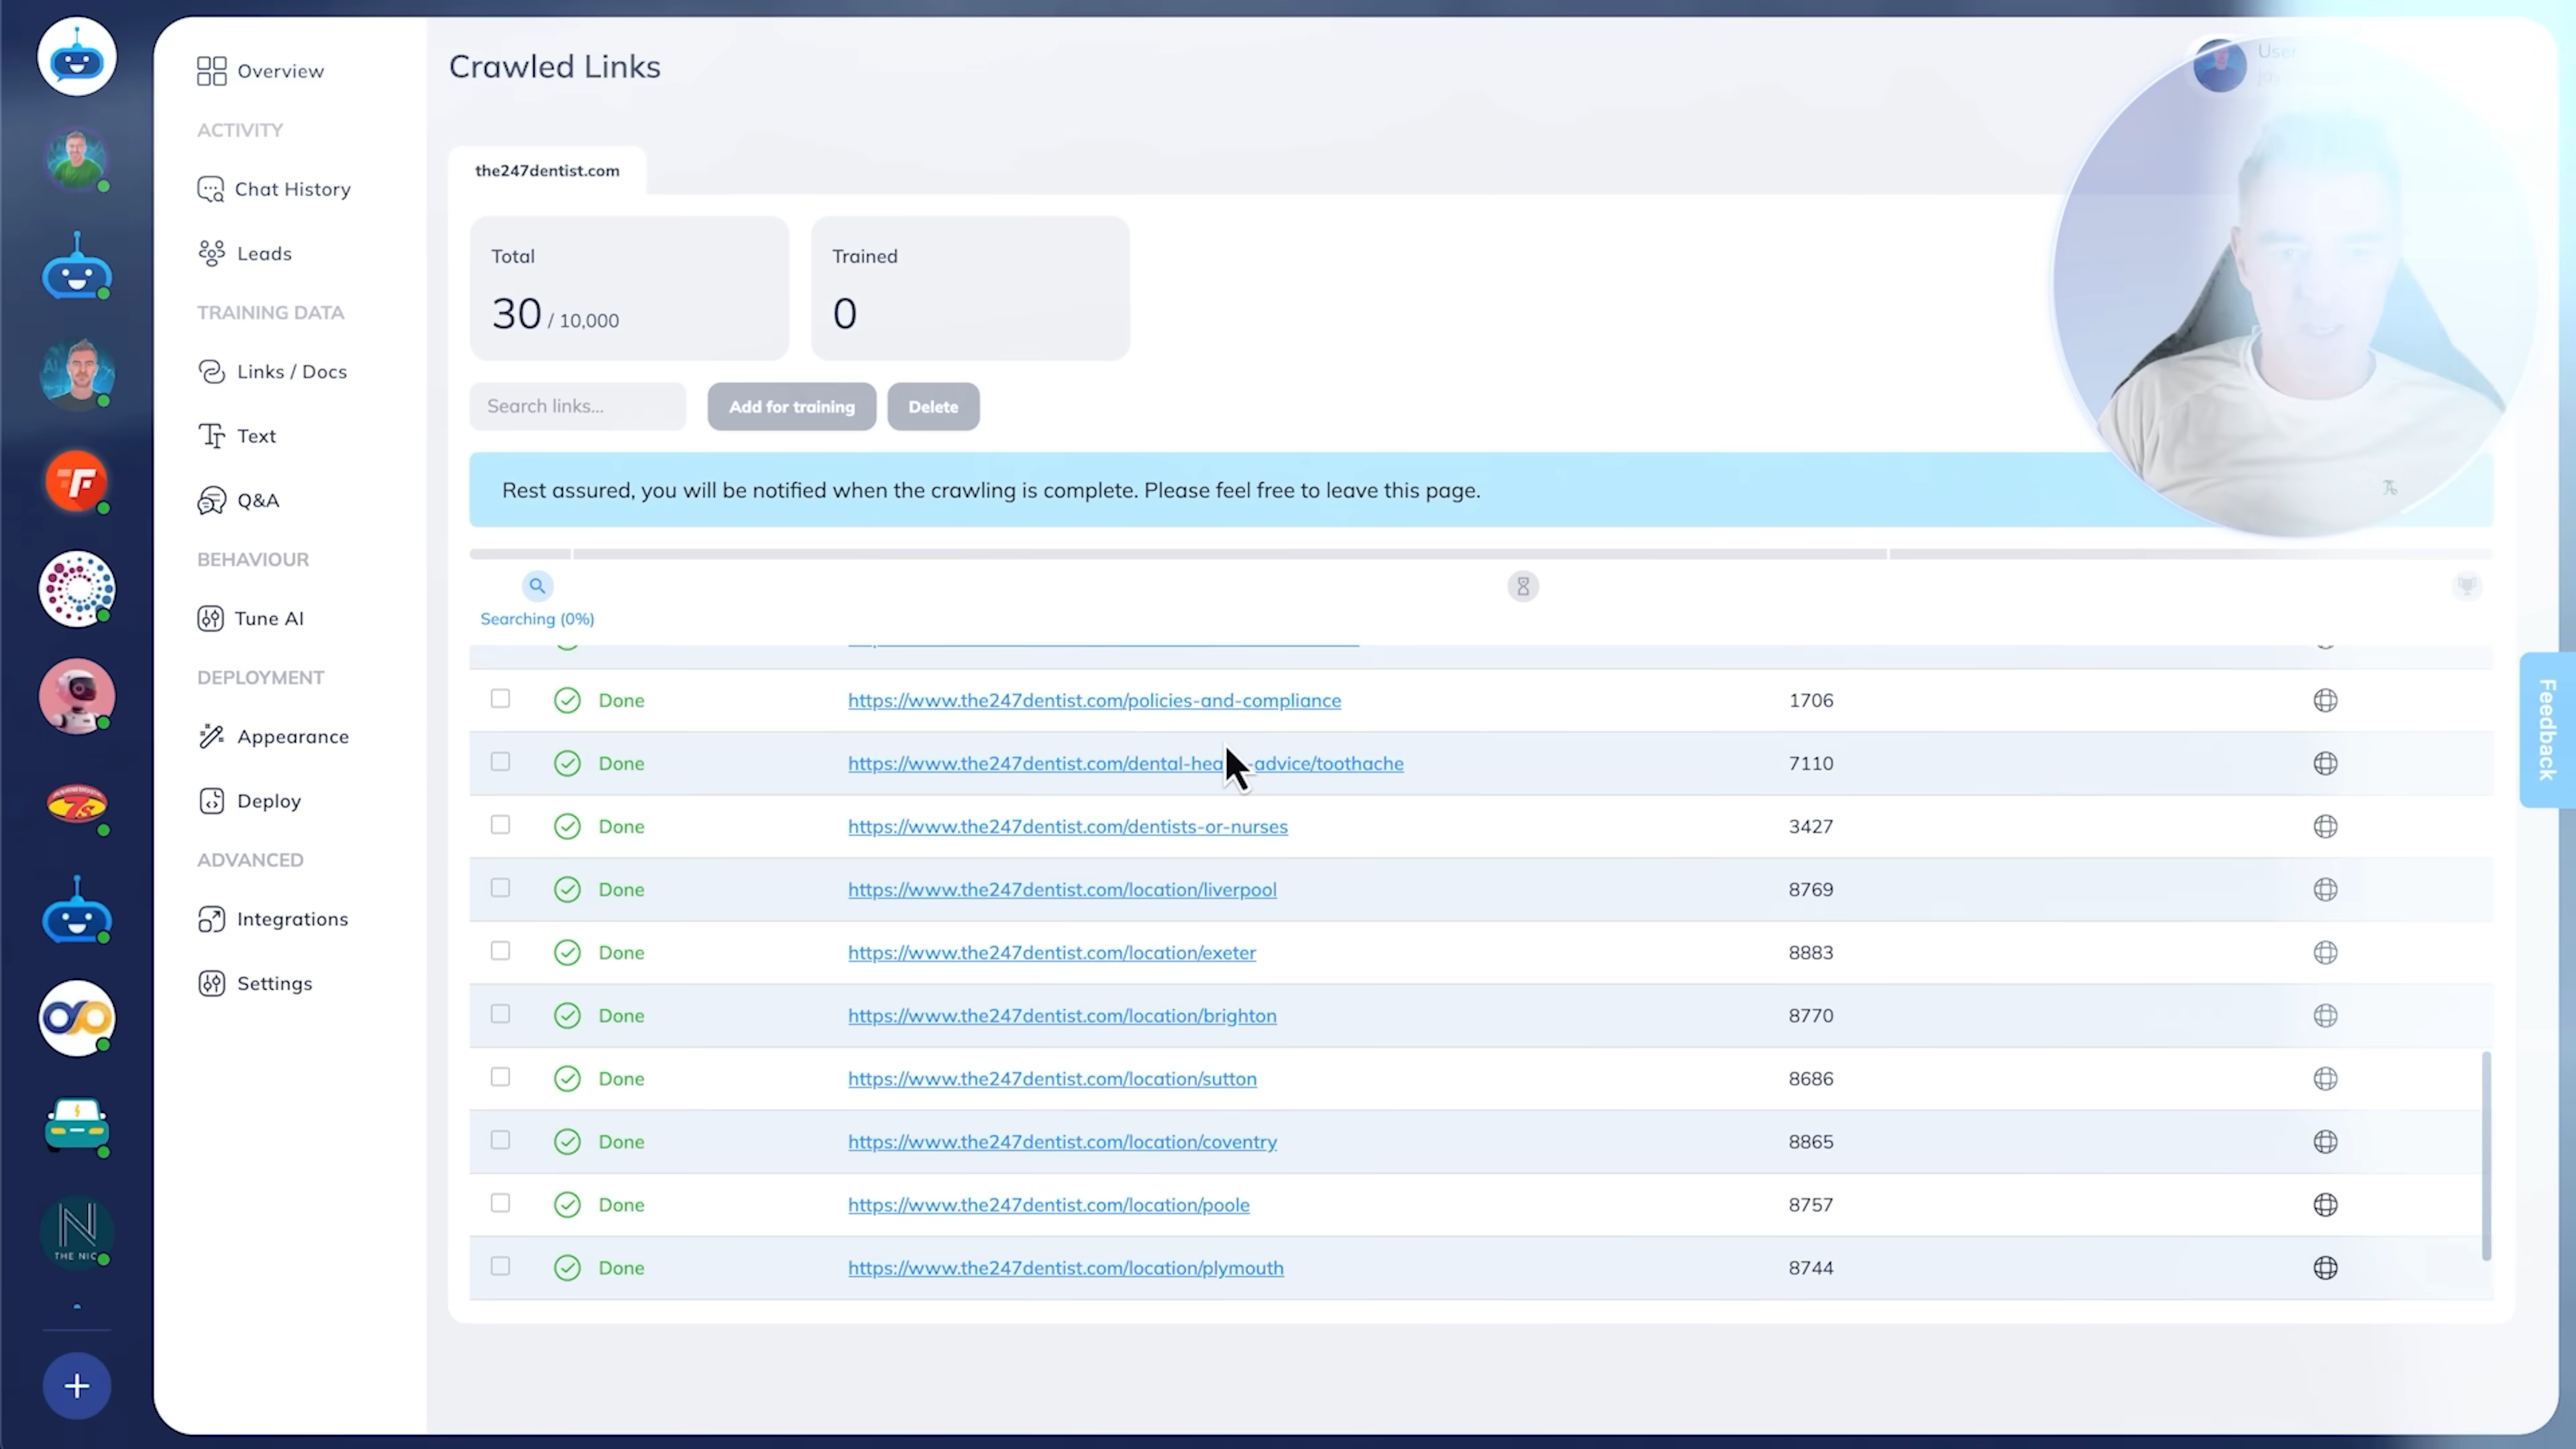 Overview
ACTIVITY
Chat History
Leads
TRAINING DATA
Links / Docs
Text
Q&A
BEHAVIOUR
Tune AI
DEPLOYMENT
Appearance
Deploy
ADVANCED
Integrations
Settings
THE NIC
Crawled Links
User
the247dentist.com
Total
30 / 10,000
Trained
0
Search links...
Add for training
Delete
Rest assured, you will be notified when the crawling is complete. Please feel free to leave this page.
Searching (0%)
Done https://www.the247dentist.com/policies-and-compliance 1706
Done https://www.the247dentist.com/dental-hea advice/toothache 7110
Done https://www.the247dentist.com/dentists-or-nurses 3427
Done https://www.the247dentist.com/location/liverpool 8769
Done https://www.the247dentist.com/location/exeter 8883
Done https://www.the247dentist.com/location/brighton 8770
Done https://www.the247dentist.com/location/sutton 8686
Done https://www.the247dentist.com/location/coventry 8865
Done https://www.the247dentist.com/location/poole 8757
Done https://www.the247dentist.com/location/plymouth 8744
Feedback